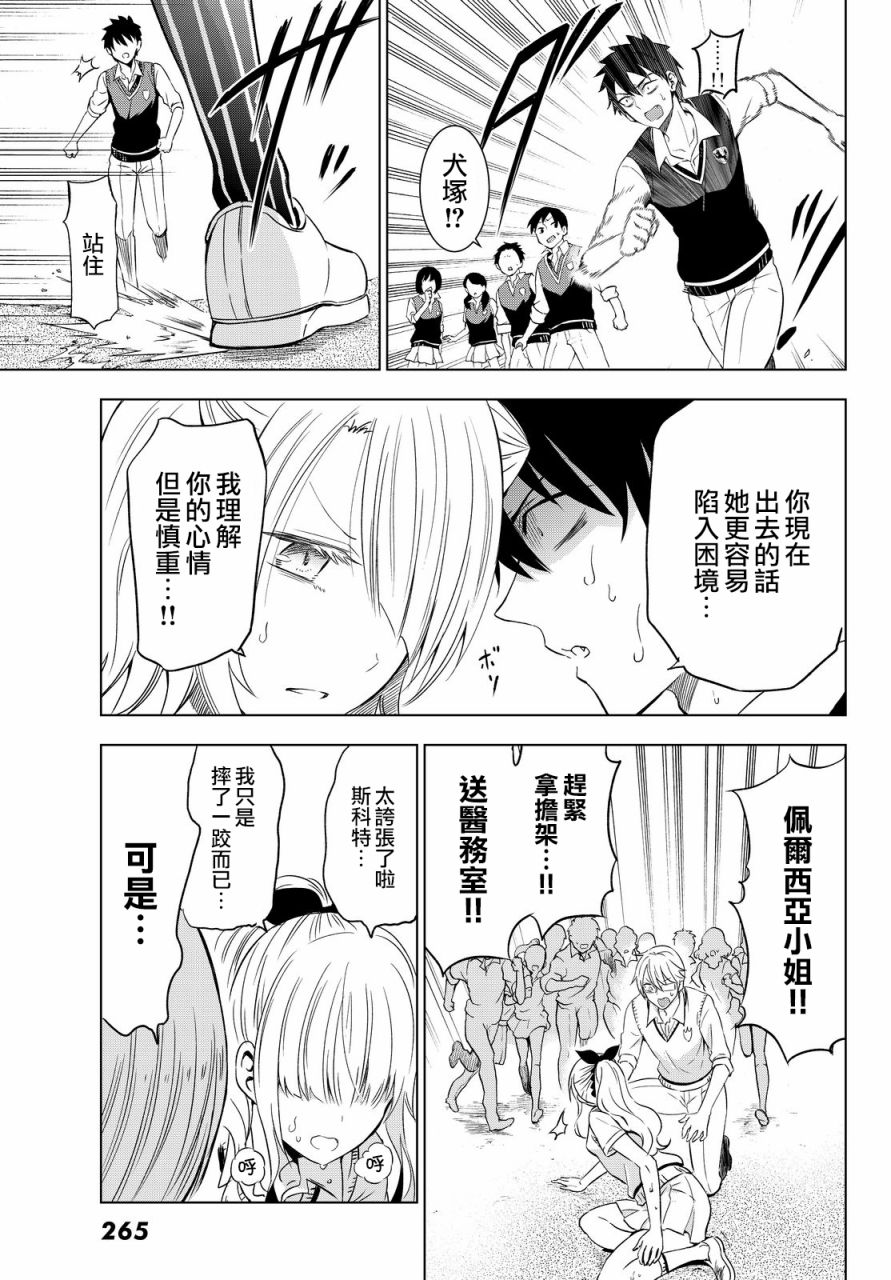 …!!
犬塚!?
站住
你現在
出去的話
她更容易
陷入困境…
ボソ
我理解
你的心情
但是慎重…!!
佩爾西亞小姐!!
趕緊
拿擔架…!!
送醫務室!!
太誇張了啦
斯科特…
我只是
摔了一跤而已…
可是…
呼
呼
265